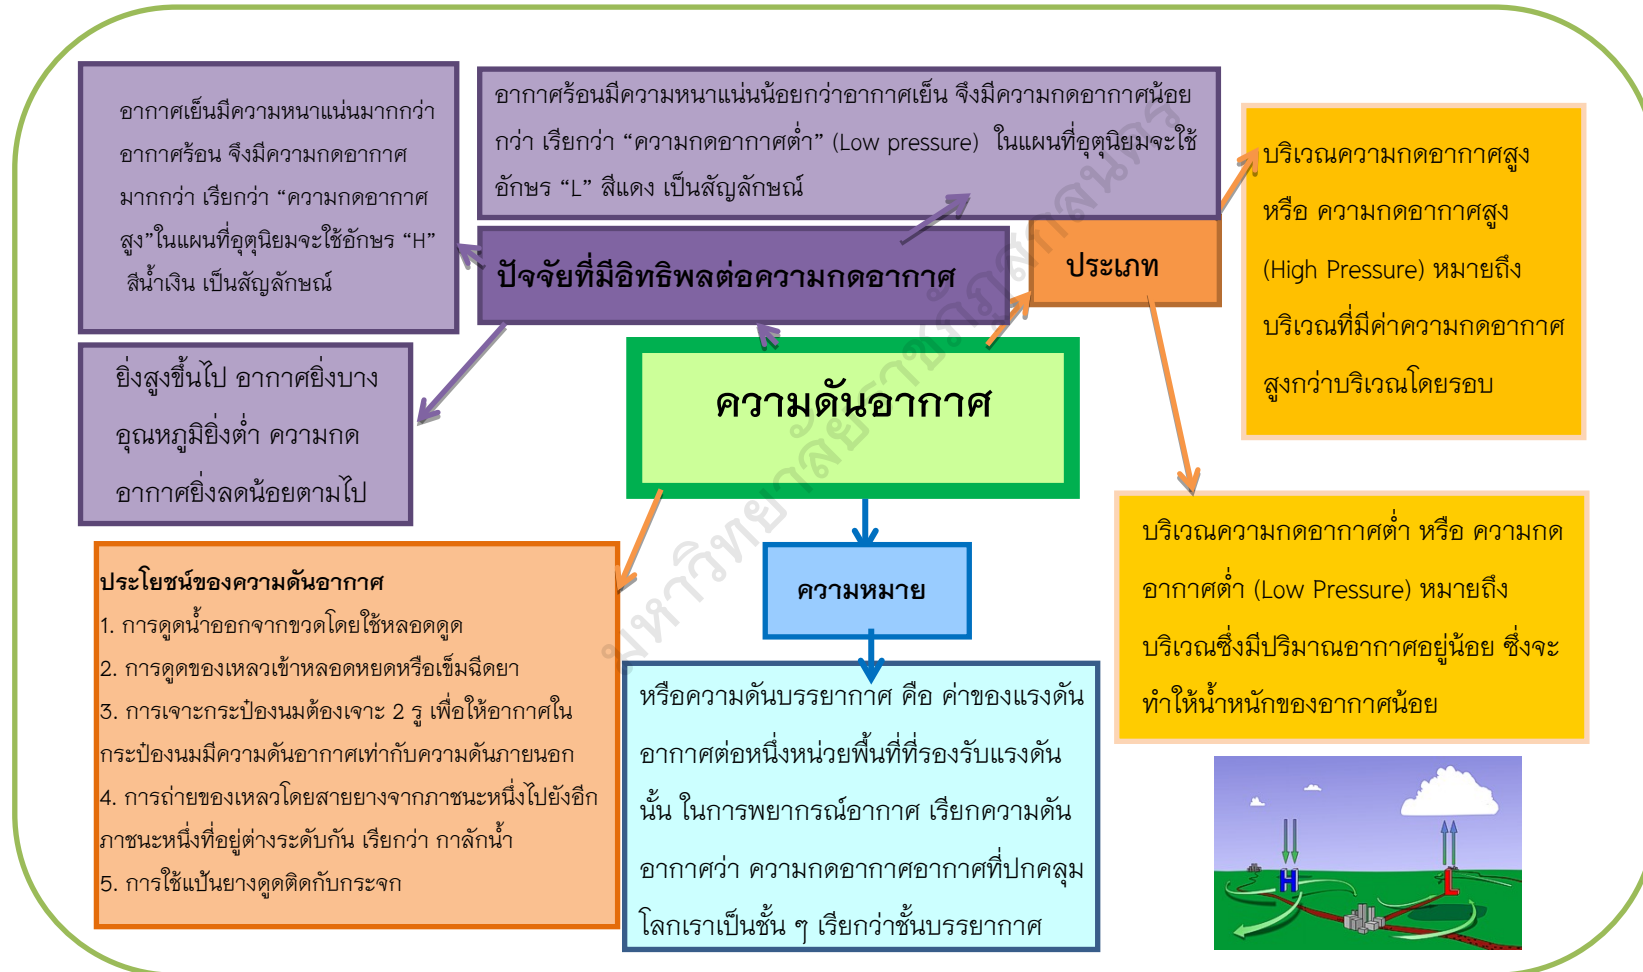 อากาศเย็นมีความหนาแน่นมากกว่า
อากาศร้อน จึงมีความกดอากาศ
มากกว่า เรียกว่า “ความกดอากาศ
สูง”ในแผนที่อุตุนิยมจะใช้อักษร “H”
สีน้ำเงิน เป็นสัญลักษณ์
อากาศร้อนมีความหนาแน่นน้อยกว่าอากาศเย็น จึงมีความกดอากาศน้อย
กว่า เรียกว่า “ความกดอากาศต่ำ” (Low pressure) ในแผนที่อุตุนิยมจะใช้
อักษร “L” สีแดง เป็นสัญลักษณ์
บริเวณความกดอากาศสูง
หรือ ความกดอากาศสูง
(High Pressure) หมายถึง
บริเวณที่มีค่าความกดอากาศ
สูงกว่าบริเวณโดยรอบ
ปัจจัยที่มีอิทธิพลต่อความกดอากาศ
ประเภท
ยิ่งสูงขึ้นไป อากาศยิ่งบาง
อุณหภูมิยิ่งต่ำ ความกด
อากาศยิ่งลดน้อยตามไป
ความดันอากาศ
บริเวณความกดอากาศต่ำ หรือ ความกด
อากาศต่ำ (Low Pressure) หมายถึง
บริเวณซึ่งมีปริมาณอากาศอยู่น้อย ซึ่งจะ
ทำให้น้ำหนักของอากาศน้อย
ประโยชน์ของความดันอากาศ
1. การดูดน้ำออกจากขวดโดยใช้หลอดดูด
2. การดูดของเหลวเข้าหลอดหยดหรือเข็มฉีดยา
3. การเจาะกระป๋องนมต้องเจาะ 2 รู เพื่อให้อากาศใน
กระป๋องนมมีความดันอากาศเท่ากับความดันภายนอก
4. การถ่ายของเหลวโดยสายยางจากภาชนะหนึ่งไปยังอีก
ภาชนะหนึ่งที่อยู่ต่างระดับกัน เรียกว่า กาลักน้ำ
5. การใช้แป้นยางดูดติดกับกระจก
ความหมาย
หรือความดันบรรยากาศ คือ ค่าของแรงดัน
อากาศต่อหนึ่งหน่วยพื้นที่ที่รองรับแรงดัน
นั้น ในการพยากรณ์อากาศ เรียกความดัน
อากาศว่า ความกดอากาศอากาศที่ปกคลุม
โลกเราเป็นชั้น ๆ เรียกว่าชั้นบรรยากาศ
H
L
มหาวิทยาลัยราชภัฏสกลนคร